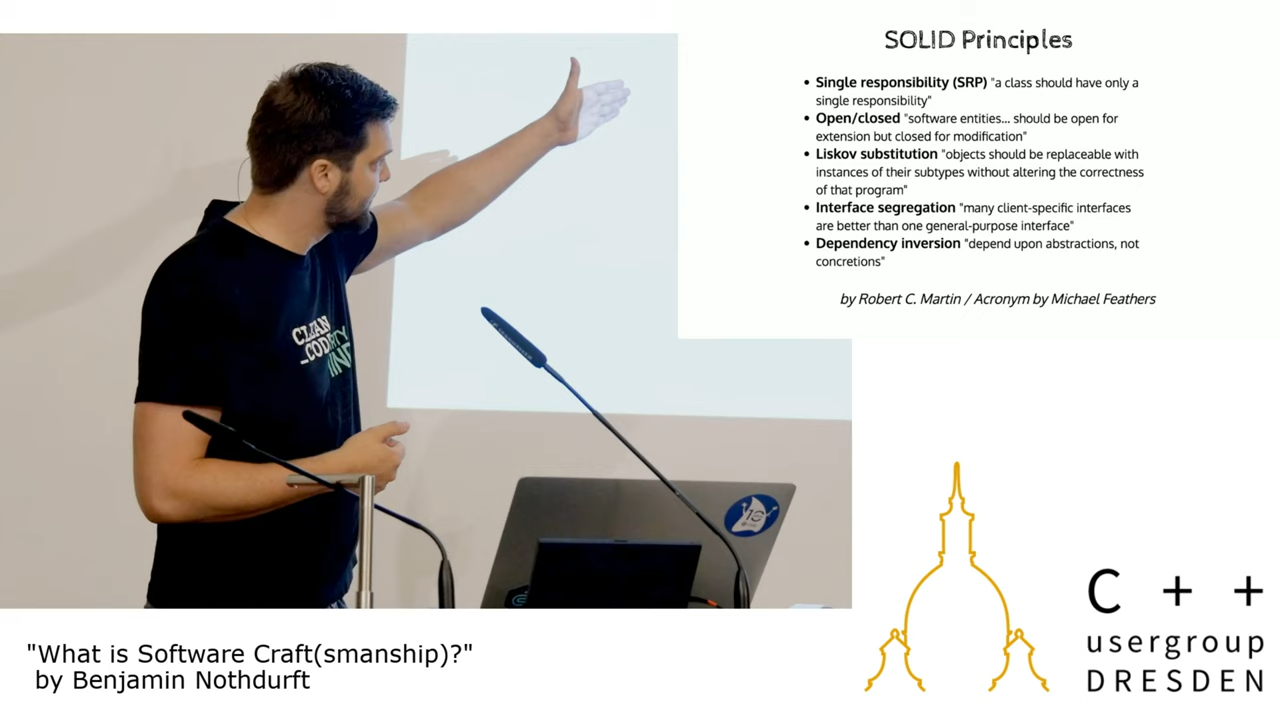 SOLID Principles
• Single responsibility (SRP) "a class should have only a
single responsibility"
• Open/closed "software entities... should be open for
extension but closed for modification"
• Liskov substitution "objects should be replaceable with
instances of their subtypes without altering the correctness
of that program"
• Interface segregation "many client-specific interfaces
are better than one general-purpose interface"
• Dependency inversion "depend upon abstractions, not
concretions"
by Robert C. Martin / Acronym by Michael Feathers
CLEAN
_CODE
"What is Software Craft(smanship)?"
by Benjamin Nothdurft
C + +
usergroup
DRESDEN